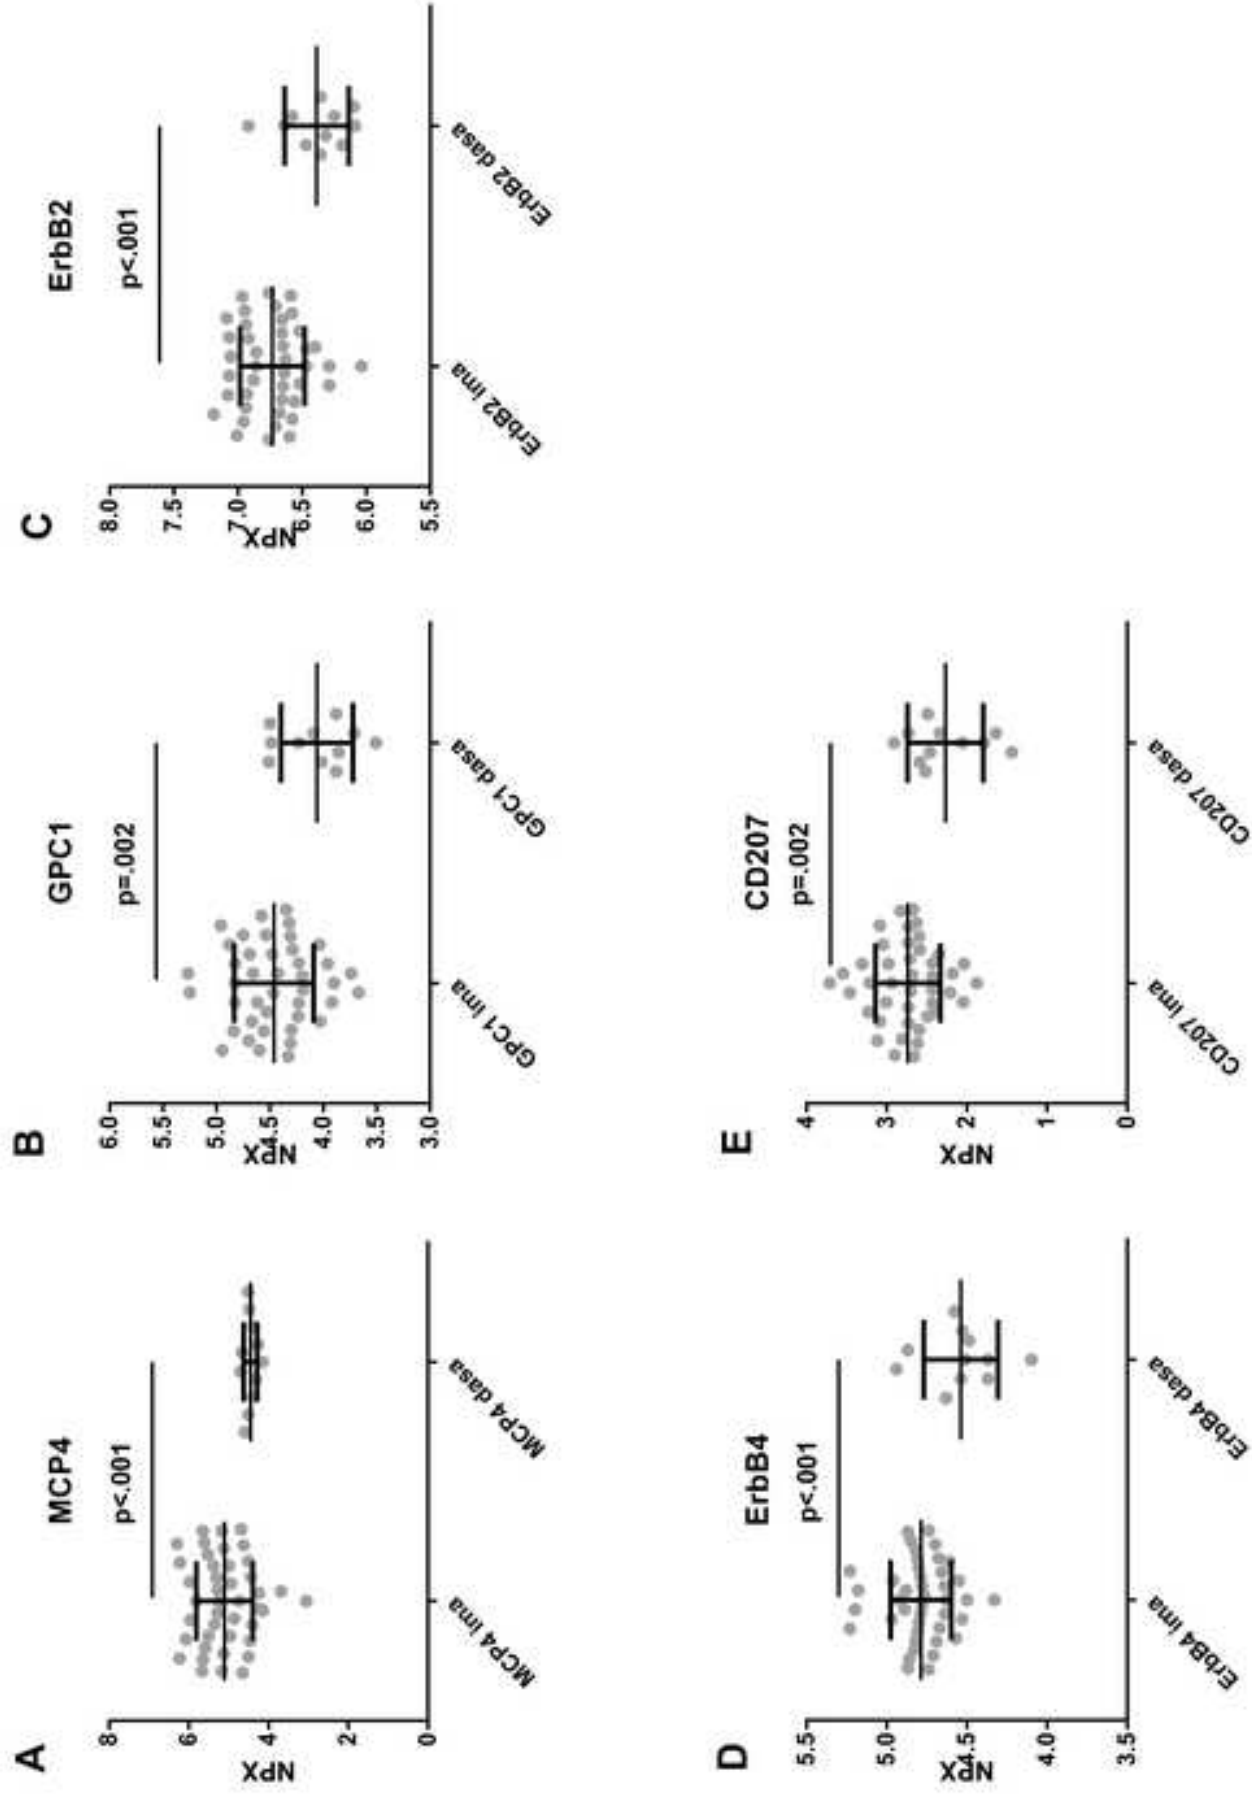 A
MCP4
p<.001
NPX
8
6
4
2
0
MCP4 ima
MCP4 dasa
B
GPC1
p=.002
NPX
6.0
5.5
5.0
4.5
4.0
3.5
3.0
GPC1 ima
GPC1 dasa
C
ErbB2
p<.001
NPX
8.0
7.5
7.0
6.5
6.0
5.5
ErbB2 ima
ErbB2 dasa
D
ErbB4
p<.001
NPX
5.5
5.0
4.5
4.0
3.5
ErbB4 ima
ErbB4 dasa
E
CD207
p=.002
NPX
4
3
2
1
0
CD207 ima
CD207 dasa